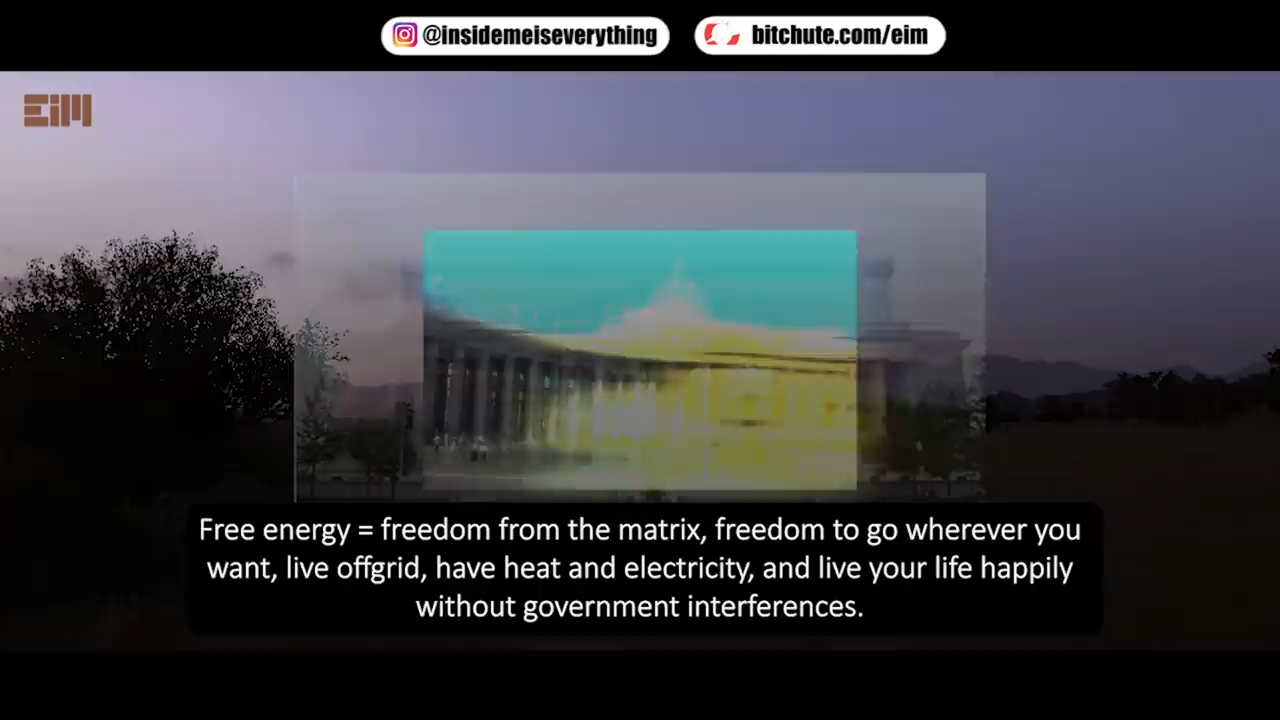 @insidemeiseverything
bitchute.com/eim
EIM
Free energy = freedom from the matrix, freedom to go wherever you
want, live offgrid, have heat and electricity, and live your life happily
without government interferences.